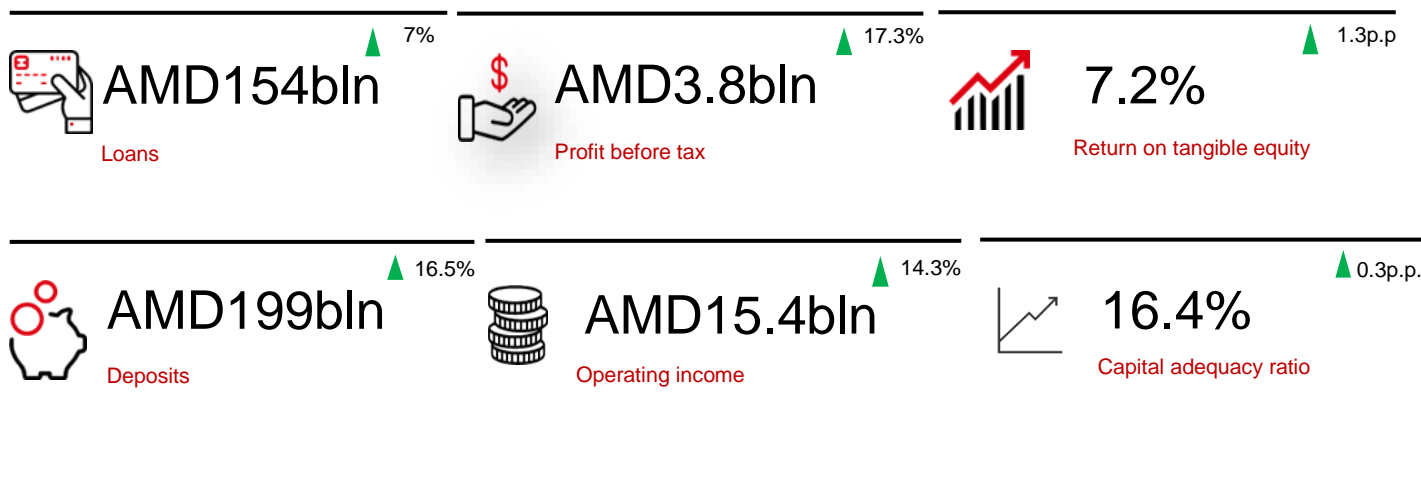 7%
AMD154bln
Loans
17.3%
$
AMD3.8bln
Profit before tax
1.3p.p
7.2%
Return on tangible equity
16.5%
AMD199bln
Deposits
14.3%
AMD15.4bln
Operating income
0.3p.p.
16.4%
Capital adequacy ratio